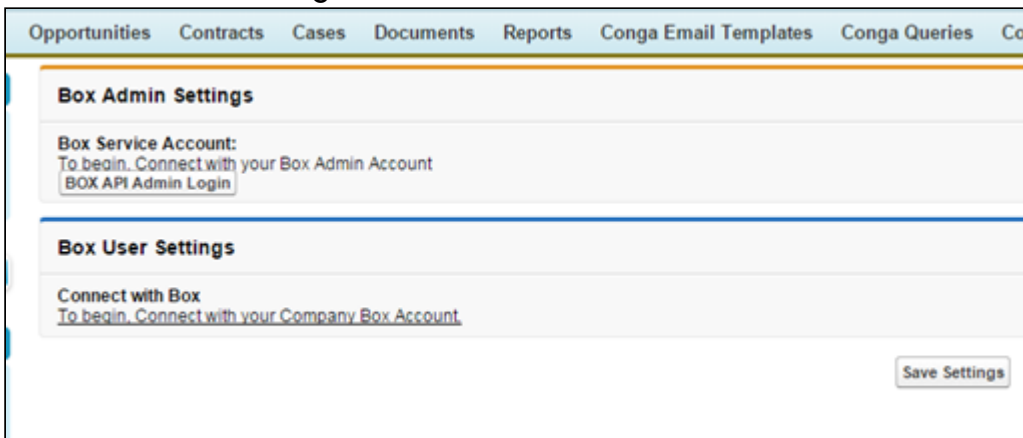 Opportunities Contracts Cases Documents Reports Conga Email Templates Conga Queries Co
Box Admin Settings
Box Service Account:
To begin, Connect with your Box Admin Account
BOX API Admin Login
Box User Settings
Connect with Box
To begin, Connect with your Company Box Account.
Save Settings